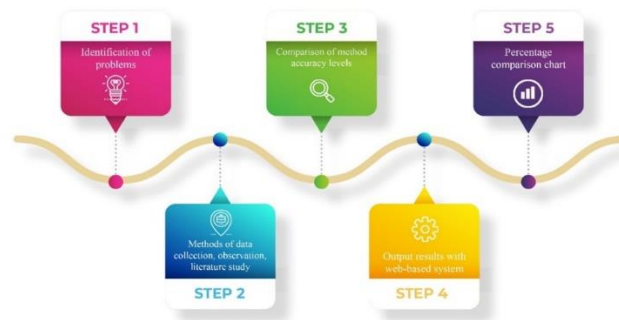 STEP 1
Identification of
problems
Methods of data
collection, observation,
literature study
STEP 2
STEP 3
Comparison of method
accuracy levels
Output results with
web-based system
STEP 4
STEP 5
Percentage
comparison chart